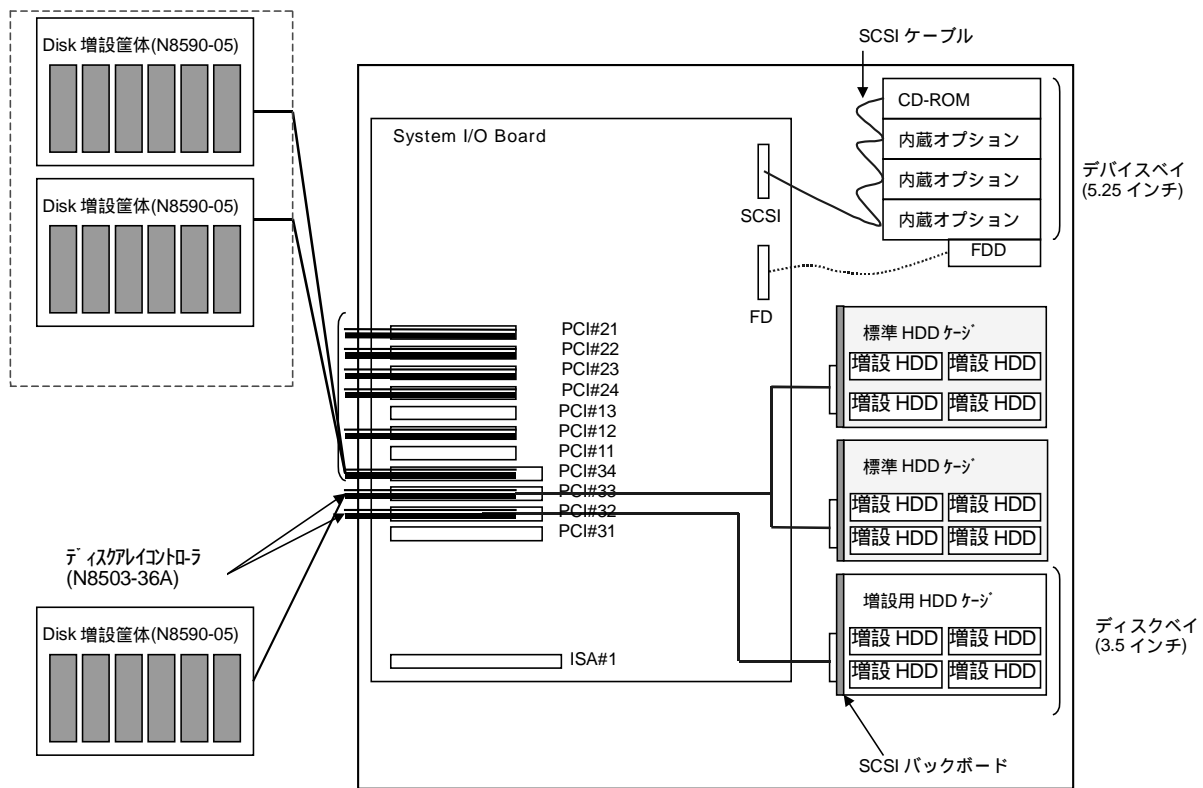 Disk 増設筐体(N8590-05)
Disk 増設筐体(N8590-05)
SCSI ケーブル
CD-ROM
内蔵オプション
内蔵オプション
内蔵オプション
FDD
デバイスベイ
(5.25 インチ)
System I/O Board
SCSI
FD
PCI#21
PCI#22
PCI#23
PCI#24
PCI#13
PCI#12
PCI#11
PCI#34
PCI#33
PCI#32
PCI#31
ISA#1
標準 HDD ケージ
増設 HDD 増設 HDD
増設 HDD 増設 HDD
標準 HDD ケージ
増設 HDD 増設 HDD
増設 HDD 増設 HDD
増設用 HDD ケージ
増設 HDD 増設 HDD
増設 HDD 増設 HDD
ディスクベイ
(3.5 インチ)
SCSI バックボード
ディスクアレイコントローラ
(N8503-36A)
Disk 増設筐体(N8590-05)